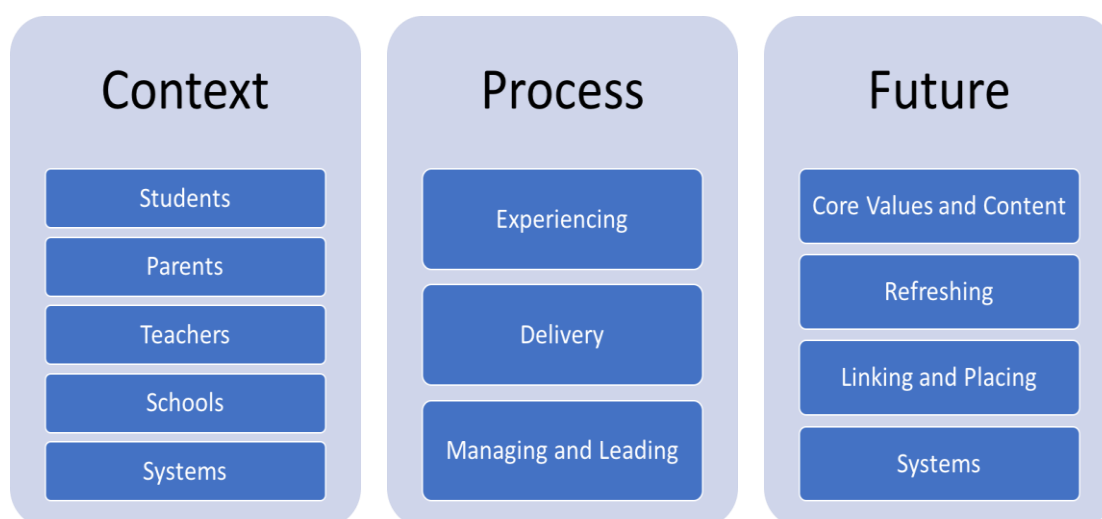 Context
Students
Parents
Teachers
Schools
Systems
Process
Experiencing
Delivery
Managing and Leading
Future
Core Values and Content
Refreshing
Linking and Placing
Systems